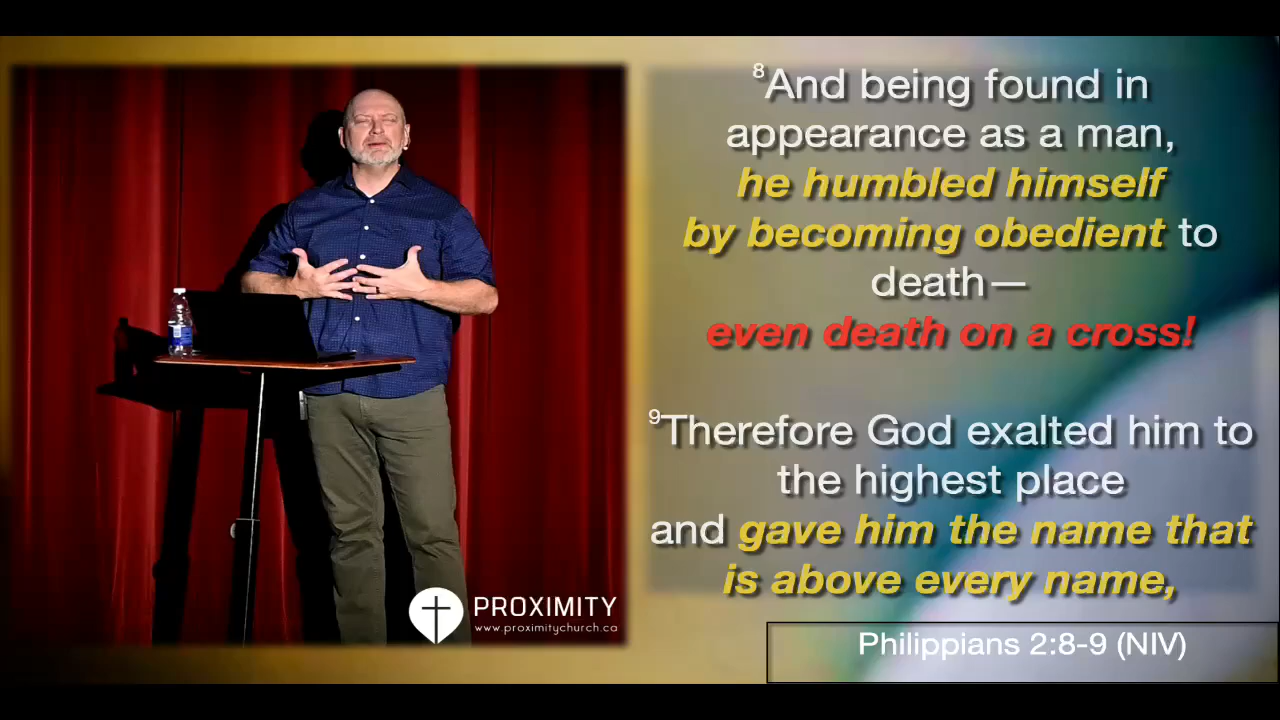 ⁸And being found in
appearance as a man,
he humbled himself
by becoming obedient to
death—
even death on a cross!
⁹Therefore God exalted him to
the highest place
and gave him the name that
is above every name,
Philippians 2:8-9 (NIV)
PROXIMITY
www.proximitychurch.ca